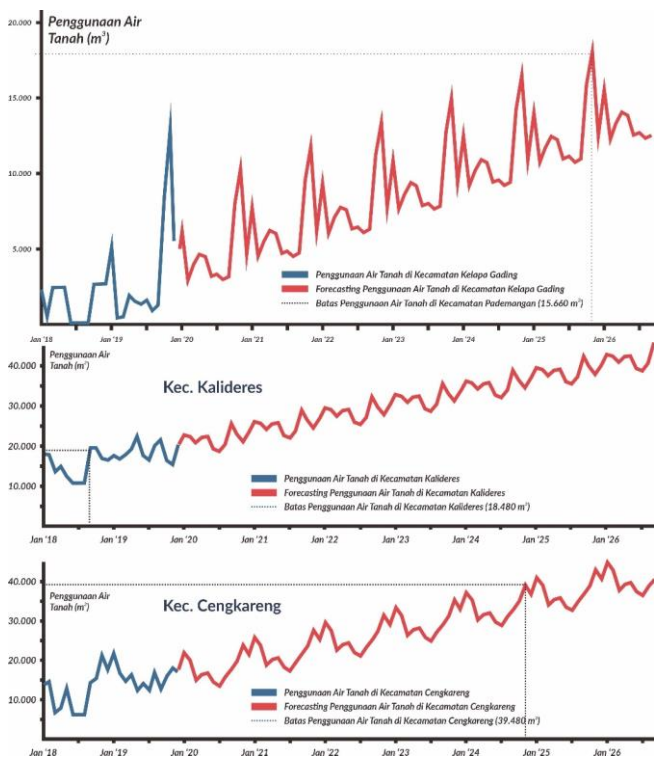 20.000
Penggunaan Air
Tanah (m³)
15.000
10.000
5.000
Penggunaan Air Tanah di Kecamatan Kelapa Gading
Forecasting Penggunaan Air Tanah di Kecamatan Kelapa Gading
Batas Penggunaan Air Tanah di Kecamatan Pademangan (15.660 m³)
Jan '18 Jan '19 Jan '20 Jan '21 Jan '22 Jan '23 Jan '24 Jan '25 Jan '26
Penggunaan Air
Tanah (m³)
40.000
Kec. Kalideres
30.000
20.000
10.000
Penggunaan Air Tanah di Kecamatan Kalideres
Forecasting Penggunaan Air Tanah di Kecamatan Kalideres
Batas Penggunaan Air Tanah di Kecamatan Kalideres (18.480 m³)
Jan '18 Jan '19 Jan '20 Jan '21 Jan '22 Jan '23 Jan '24 Jan '25 Jan '26
40.000
Penggunaan Air
Tanah (m³)
Kec. Cengkareng
30.000
20.000
10.000
Penggunaan Air Tanah di Kecamatan Cengkareng
Forecasting Penggunaan Air Tanah di Kecamatan Cengkareng
Batas Penggunaan Air Tanah di Kecamatan Cengkareng (39.480 m³)
Jan '18 Jan '19 Jan '20 Jan '21 Jan '22 Jan '23 Jan '24 Jan '25 Jan '26